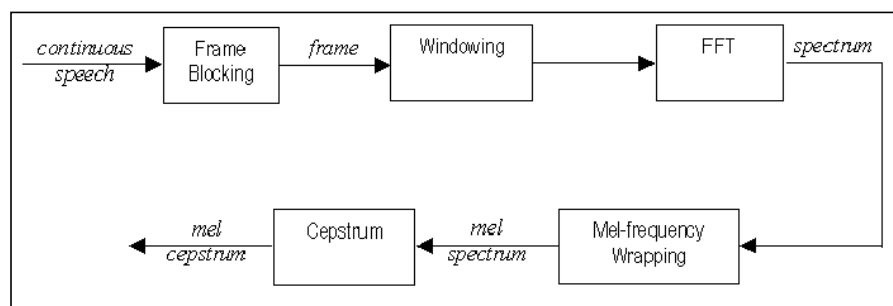 continuous
speech
Frame
Blocking
frame
Windowing
FFT
spectrum
mel
cepstrum
Cepstrum
mel
spectrum
Mel-frequency
Wrapping